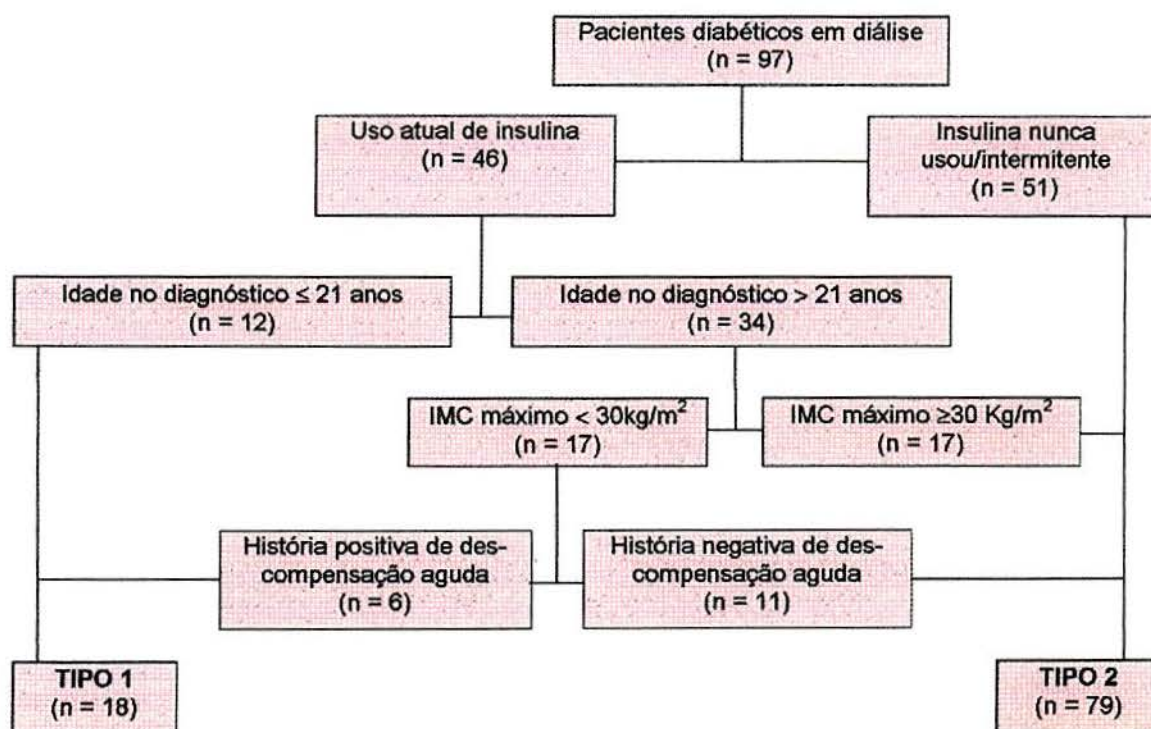 Pacientes diabéticos em diálise
(n = 97)
Uso atual de insulina
(n = 46)
Insulina nunca
usou/intermitente
(n = 51)
Idade no diagnóstico ≤ 21 anos
(n = 12)
Idade no diagnóstico > 21 anos
(n = 34)
IMC máximo < 30kg/m²
(n = 17)
IMC máximo ≥30 Kg/m²
(n = 17)
História positiva de des-
compensação aguda
(n = 6)
História negativa de des-
compensação aguda
(n = 11)
TIPO 1
(n = 18)
TIPO 2
(n = 79)